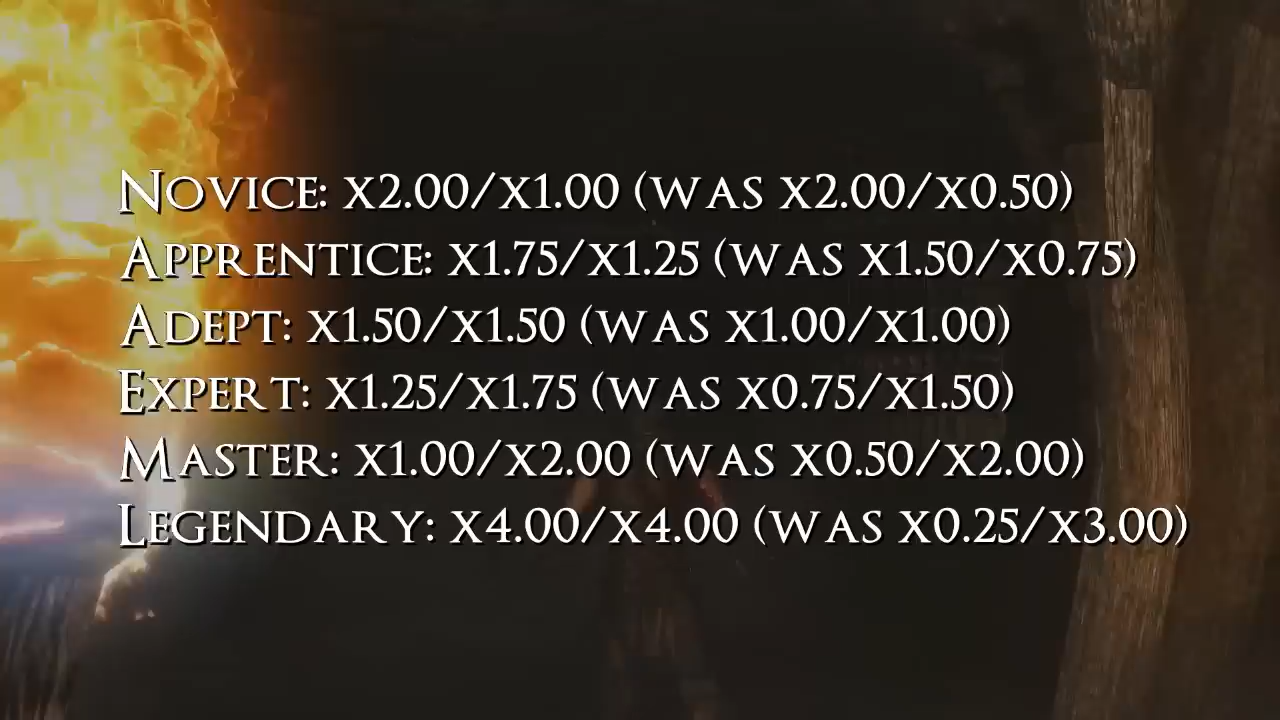 Novice: x2.00/x1.00 (was x2.00/x0.50)
Apprentice: x1.75/x1.25 (was x1.50/x0.75)
Adept: x1.50/x1.50 (was x1.00/x1.00)
Expert: x1.25/x1.75 (was x0.75/x1.50)
Master: x1.00/x2.00 (was x0.50/x2.00)
Legendary: x4.00/x4.00 (was x0.25/x3.00)